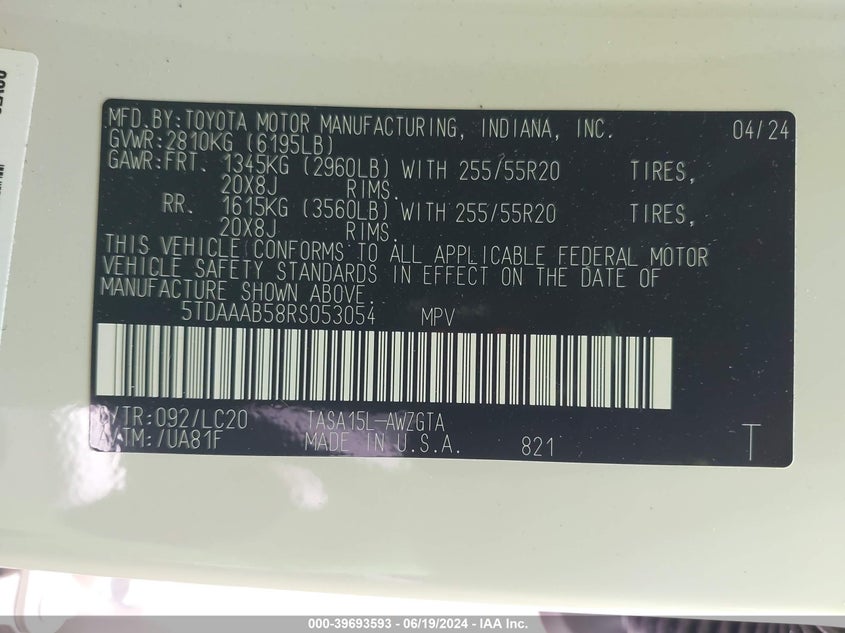 MFD.BY:TOYOTA MOTOR MANUFACTURING, INDIANA, INC. 04/24
GVWR:2810KG (6195LB)
GAWR:FRT. 1345KG (2960LB) WITH 255/55R20 TIRES,
20X8J RIMS.
RR. 1615KG (3560LB) WITH 255/55R20 TIRES,
20X8J RIMS.
THIS VEHICLE CONFORMS TO ALL APPLICABLE FEDERAL MOTOR
VEHICLE SAFETY STANDARDS IN EFFECT ON THE DATE OF
MANUFACTURE SHOWN ABOVE.
5TDAAAB58RS053054 MPV
C/TR:092/LC20 TASA15L-AWZGTA
A/TM:/UA81F MADE IN U.S.A. 821 T
000-39693593 - 06/19/2024 - IAA Inc.